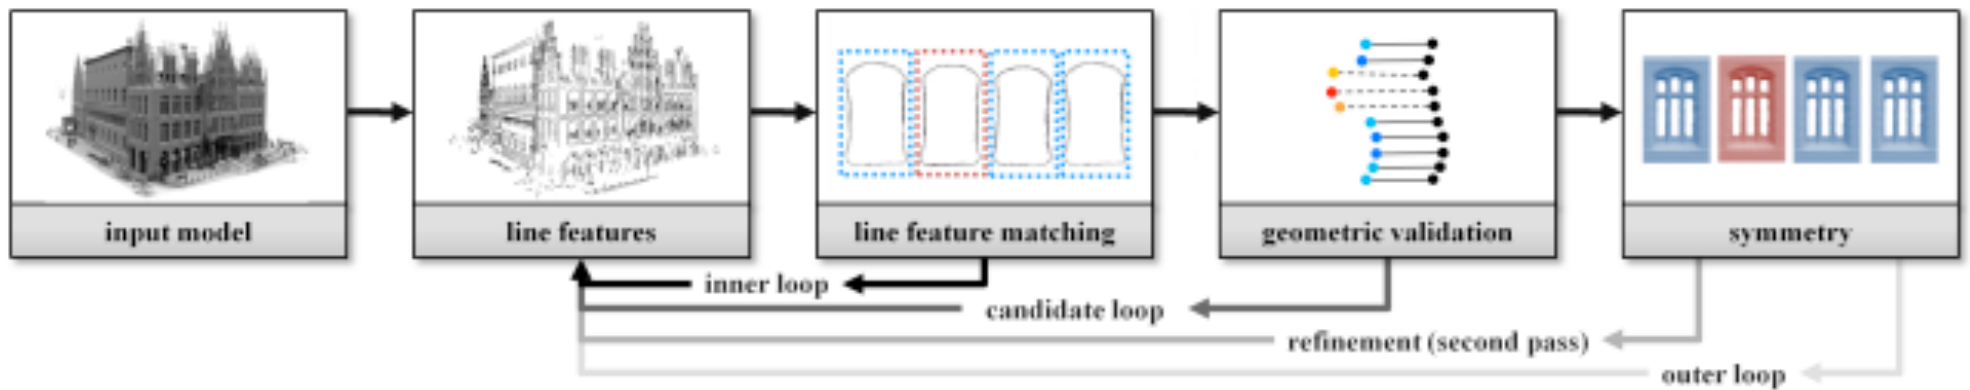 input model
line features
line feature matching
geometric validation
symmetry
inner loop
candidate loop
refinement (second pass)
outer loop